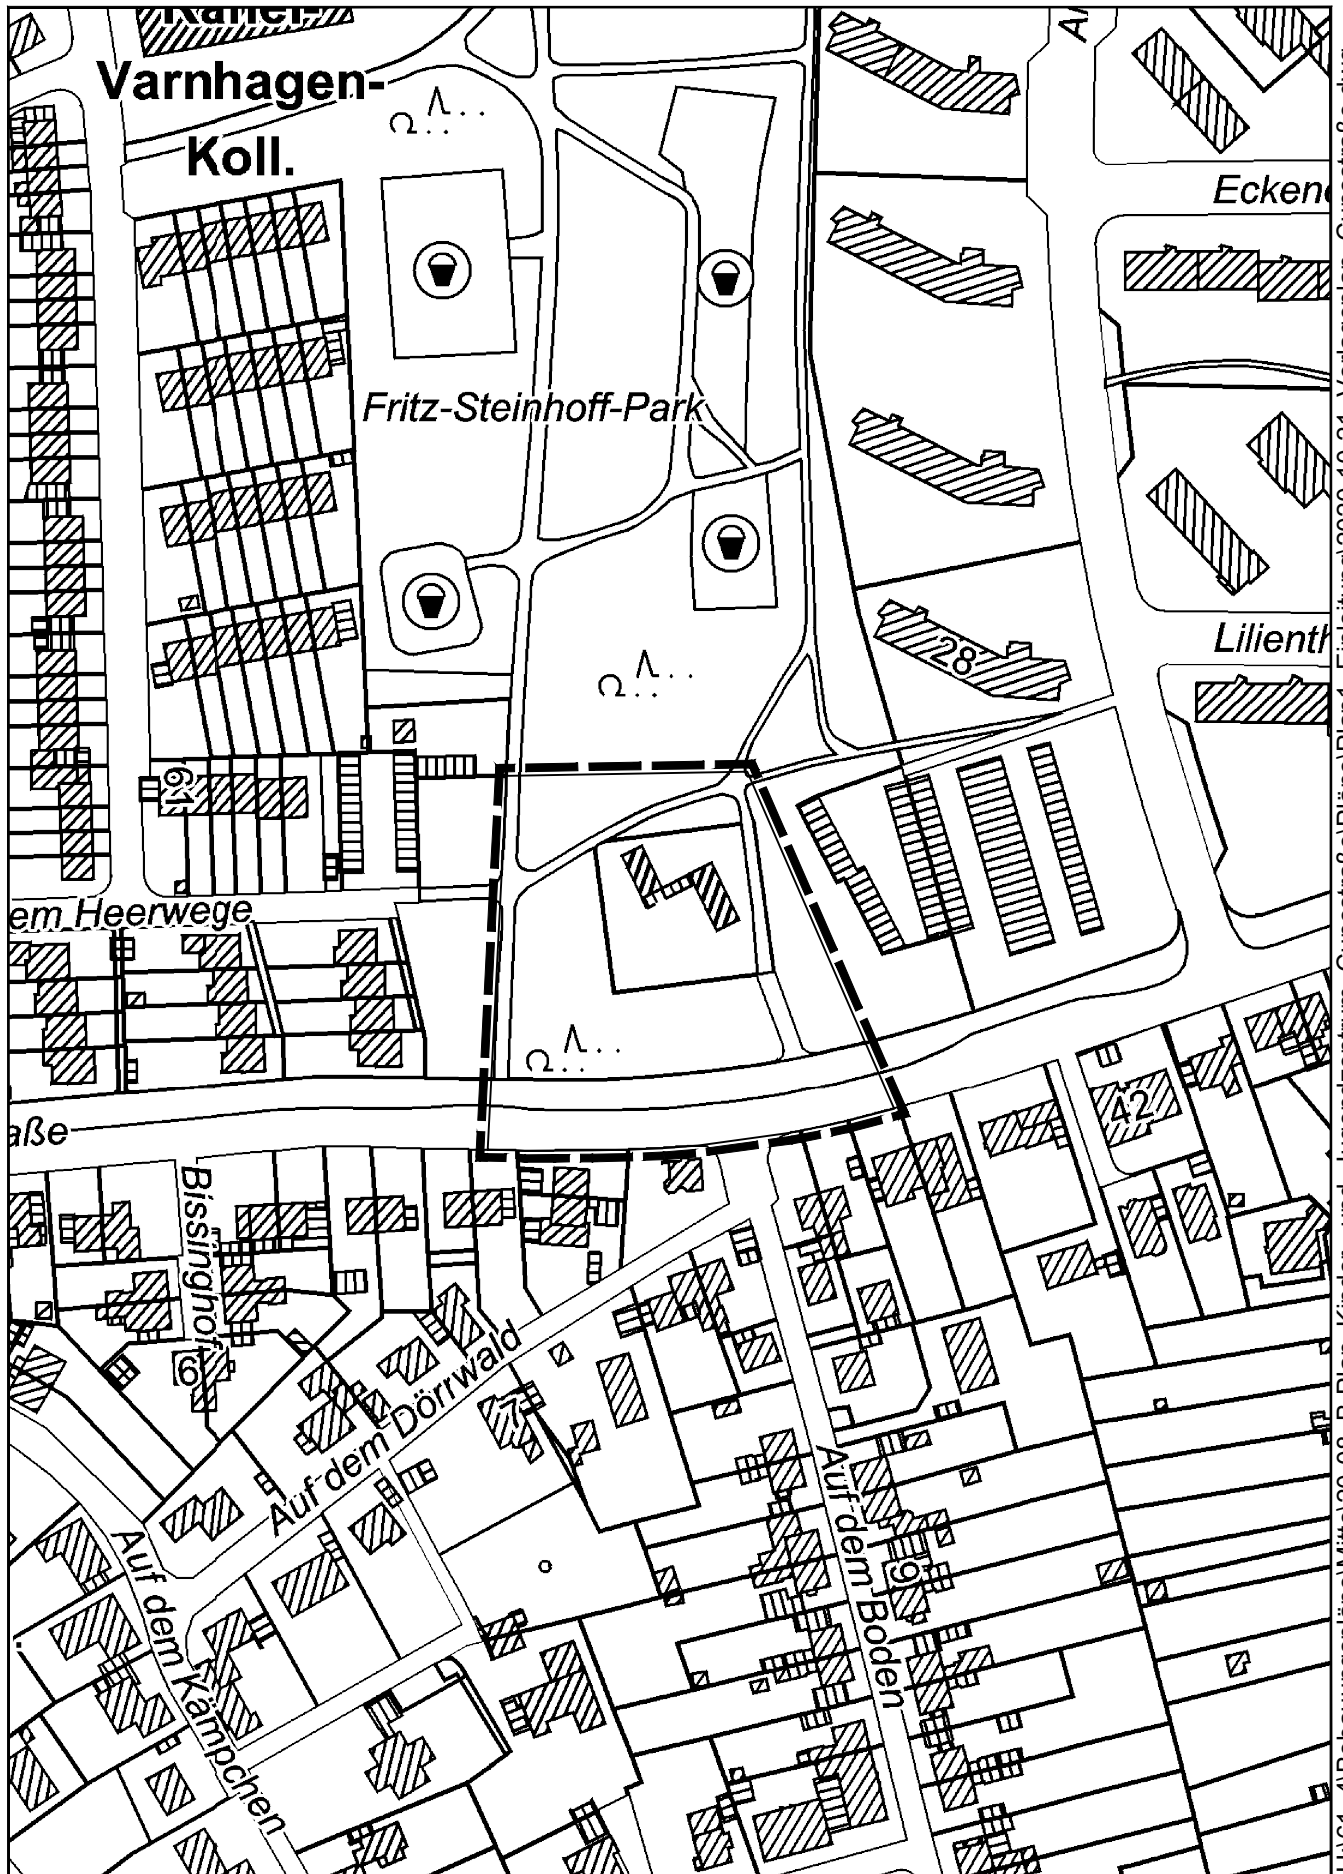 Varnhagen-
Koll.
Eckene
Fritz-Steinhoff-Park
Lilienth
28
61
em Heerwege
aße
42
Bissinghof
6
7
Auf dem Dörrwald
Auf dem Boden
9
Auf dem Kämpchen